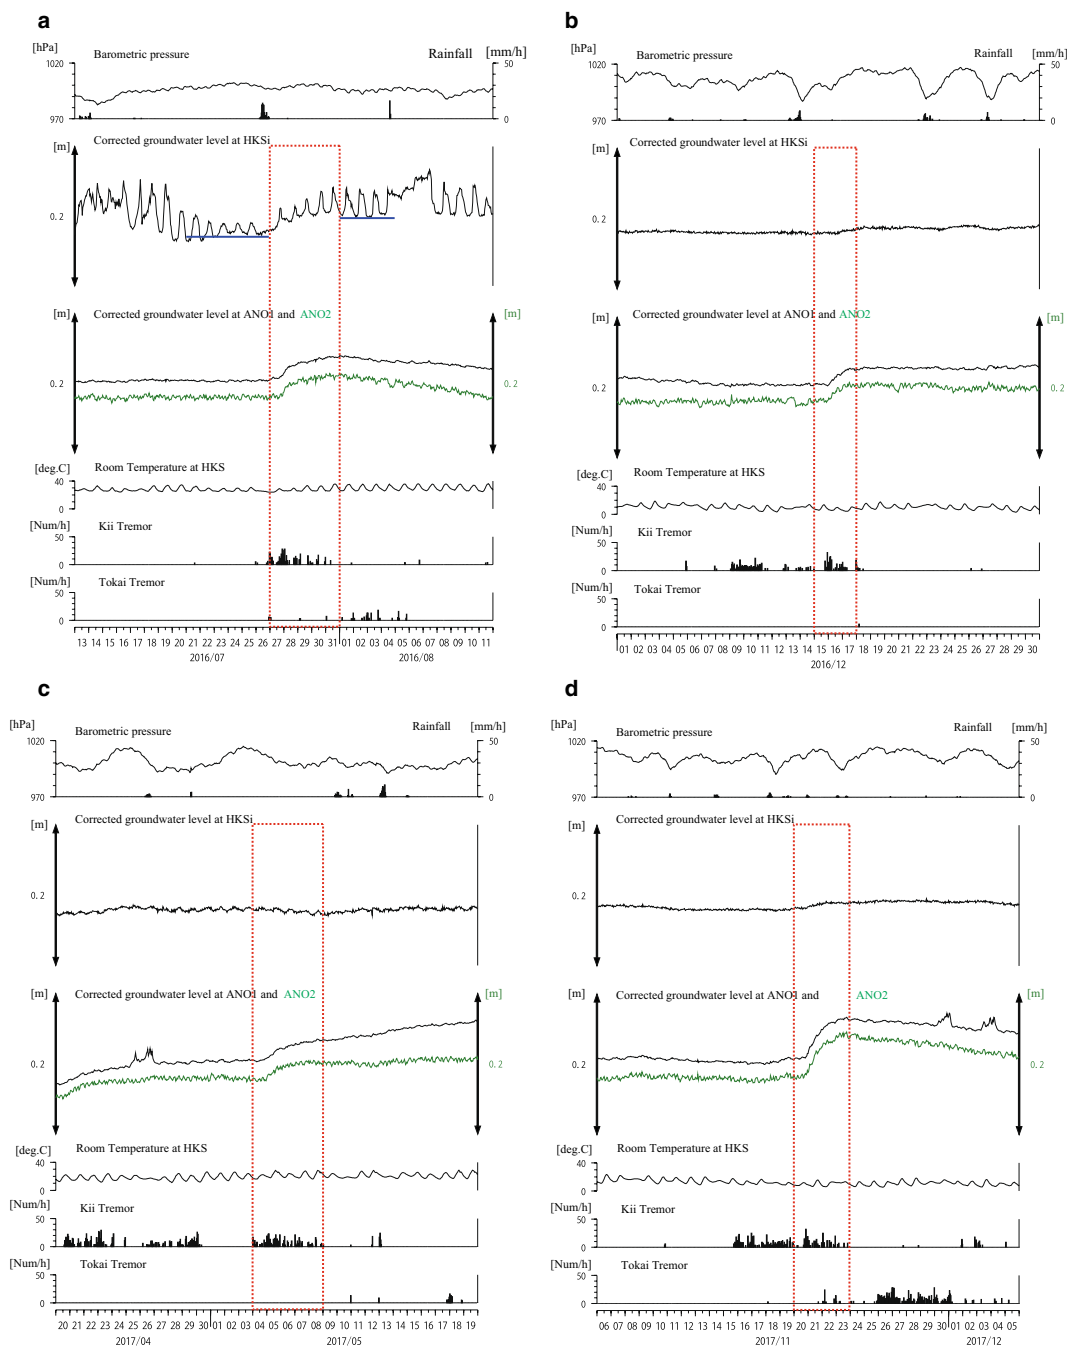 a
[hPa]
Barometric pressure
Rainfall
[mm/h]
1020
50
970
0
Corrected groundwater level at HKSi
[m]
0.2
[m]
Corrected groundwater level at ANO1 and ANO2
[m]
0.2
0.2
[deg.C]
Room Temperature at HKS
40
0
[Num/h]
Kii Tremor
50
0
[Num/h]
Tokai Tremor
50
0
13 14 15 16 17 18 19 20 21 22 23 24 25 26 27 28 29 30 31 01 02 03 04 05 06 07 08 09 10 11
2016/07
2016/08
b
[hPa]
Barometric pressure
Rainfall
[mm/h]
1020
50
970
0
Corrected groundwater level at HKSi
[m]
0.2
[m]
Corrected groundwater level at ANO1 and ANO2
[m]
0.2
0.2
[deg.C]
Room Temperature at HKS
40
0
[Num/h]
Kii Tremor
50
0
[Num/h]
Tokai Tremor
50
0
01 02 03 04 05 06 07 08 09 10 11 12 13 14 15 16 17 18 19 20 21 22 23 24 25 26 27 28 29 30
2016/12
c
[hPa]
Barometric pressure
Rainfall
[mm/h]
1020
50
970
0
[m]
Corrected groundwater level at HKSi
0.2
[m]
Corrected groundwater level at ANO1 and ANO2
[m]
0.2
0.2
[deg.C]
Room Temperature at HKS
40
0
[Num/h]
Kii Tremor
50
0
[Num/h]
Tokai Tremor
50
0
20 21 22 23 24 25 26 27 28 29 30 01 02 03 04 05 06 07 08 09 10 11 12 13 14 15 16 17 18 19
2017/04
2017/05
d
[hPa]
Barometric pressure
Rainfall
[mm/h]
1020
50
970
0
[m]
Corrected groundwater level at HKSi
0.2
[m]
Corrected groundwater level at ANO1 and ANO2
[m]
0.2
0.2
[deg.C]
Room Temperature at HKS
40
0
[Num/h]
Kii Tremor
50
0
[Num/h]
Tokai Tremor
50
0
06 07 08 09 10 11 12 13 14 15 16 17 18 19 20 21 22 23 24 25 26 27 28 29 30 01 02 03 04 05
2017/11
2017/12